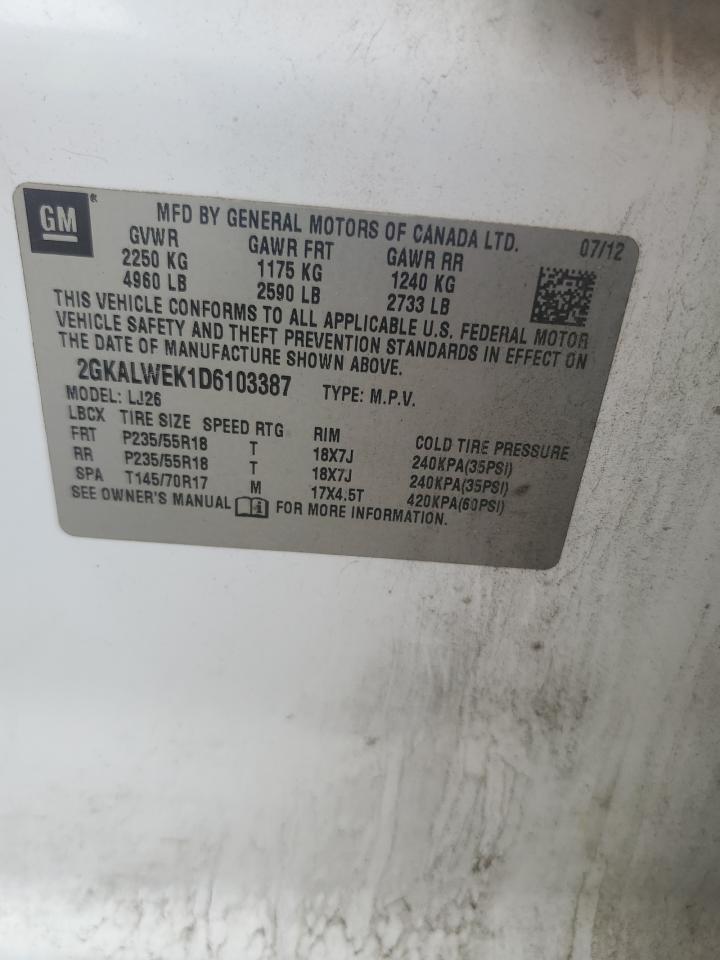 GM®
MFD BY GENERAL MOTORS OF CANADA LTD. 07/12
GVWR GAWR FRT GAWR RR
2250 KG 1175 KG 1240 KG
4960 LB 2590 LB 2733 LB
THIS VEHICLE CONFORMS TO ALL APPLICABLE U.S. FEDERAL MOTOR
VEHICLE SAFETY AND THEFT PREVENTION STANDARDS IN EFFECT ON
THE DATE OF MANUFACTURE SHOWN ABOVE.
2GKALWEK1D6103387 TYPE: M.P.V.
MODEL: LJ26
LBCX TIRE SIZE SPEED RTG RIM COLD TIRE PRESSURE
FRT P235/55R18 T 18X7J 240KPA(35PSI)
RR P235/55R18 T 18X7J 240KPA(35PSI)
SPA T145/70R17 M 17X4.5T 420KPA(60PSI)
SEE OWNER'S MANUAL i FOR MORE INFORMATION.